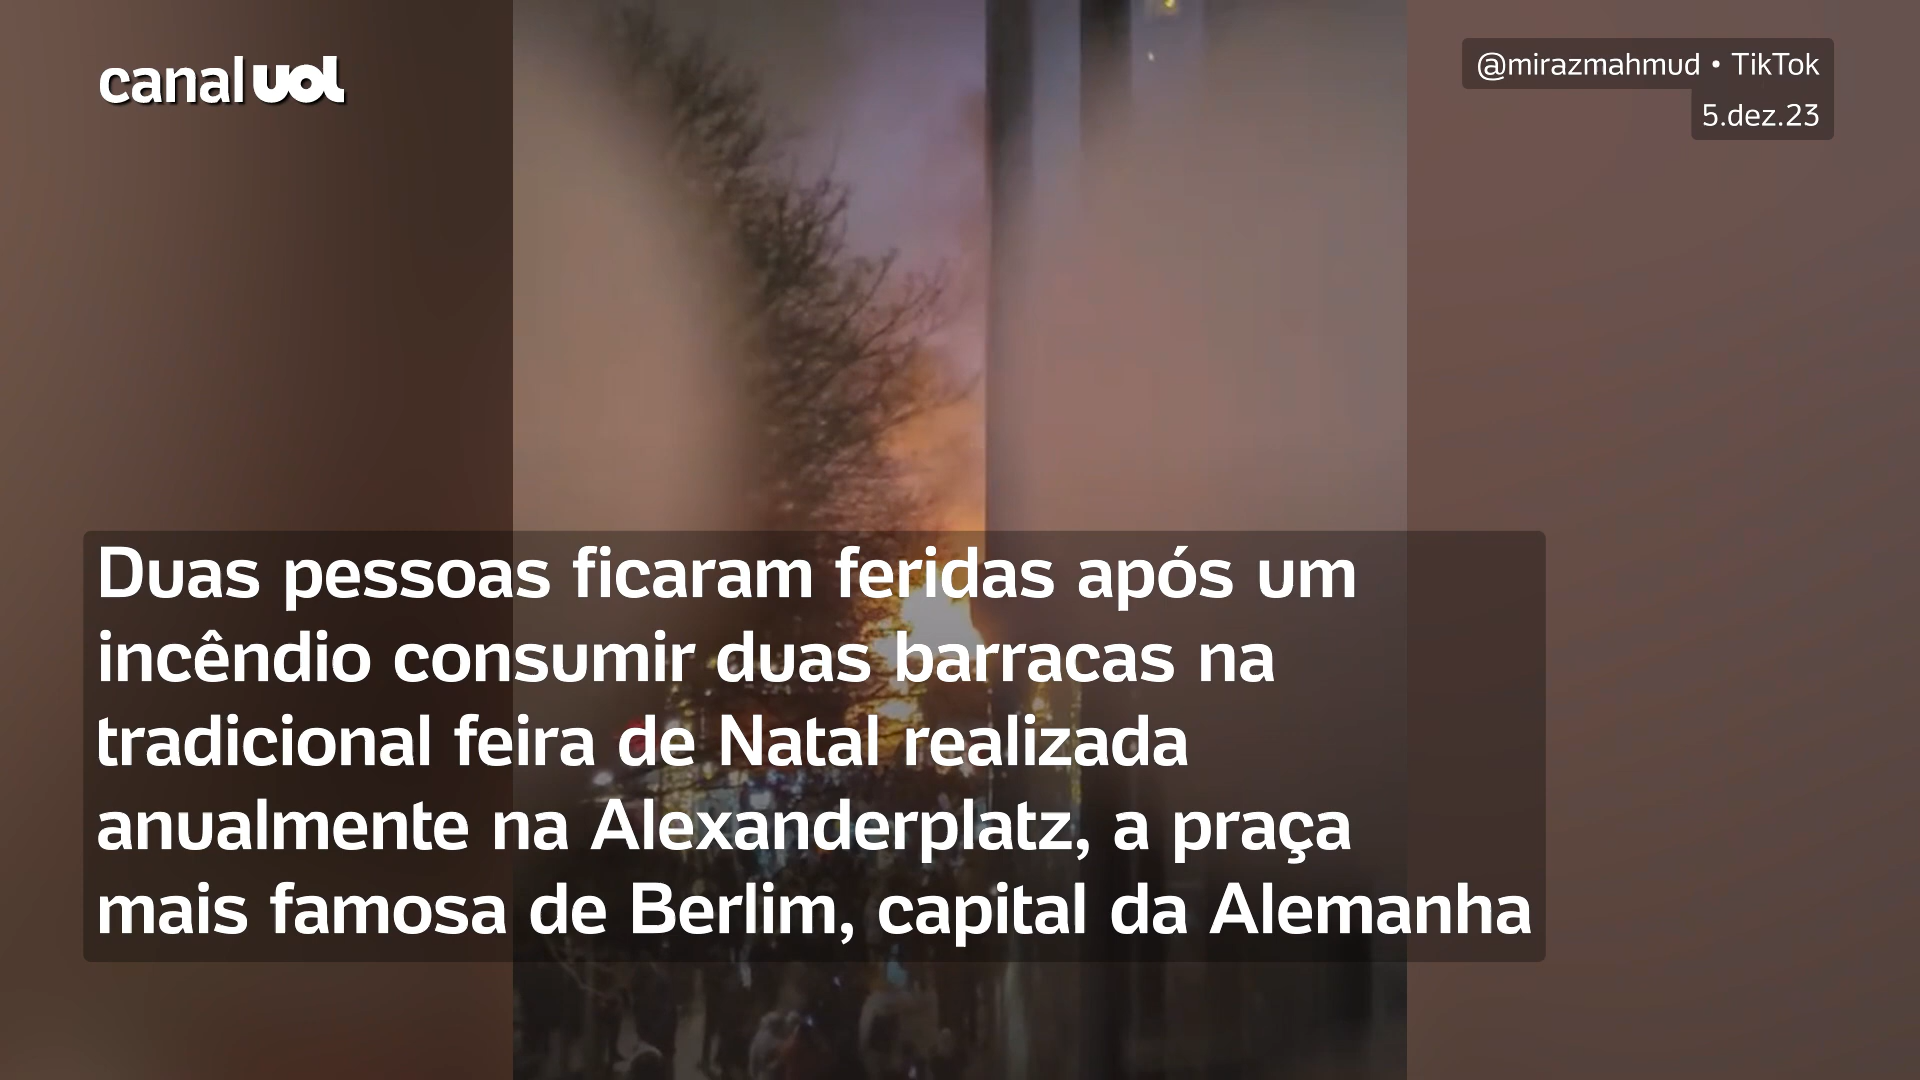 canal uol
@mirazmahmud • TikTok
5.dez.23
Duas pessoas ficaram feridas após um
incêndio consumir duas barracas na
tradicional feira de Natal realizada
anualmente na Alexanderplatz, a praça
mais famosa de Berlim, capital da Alemanha